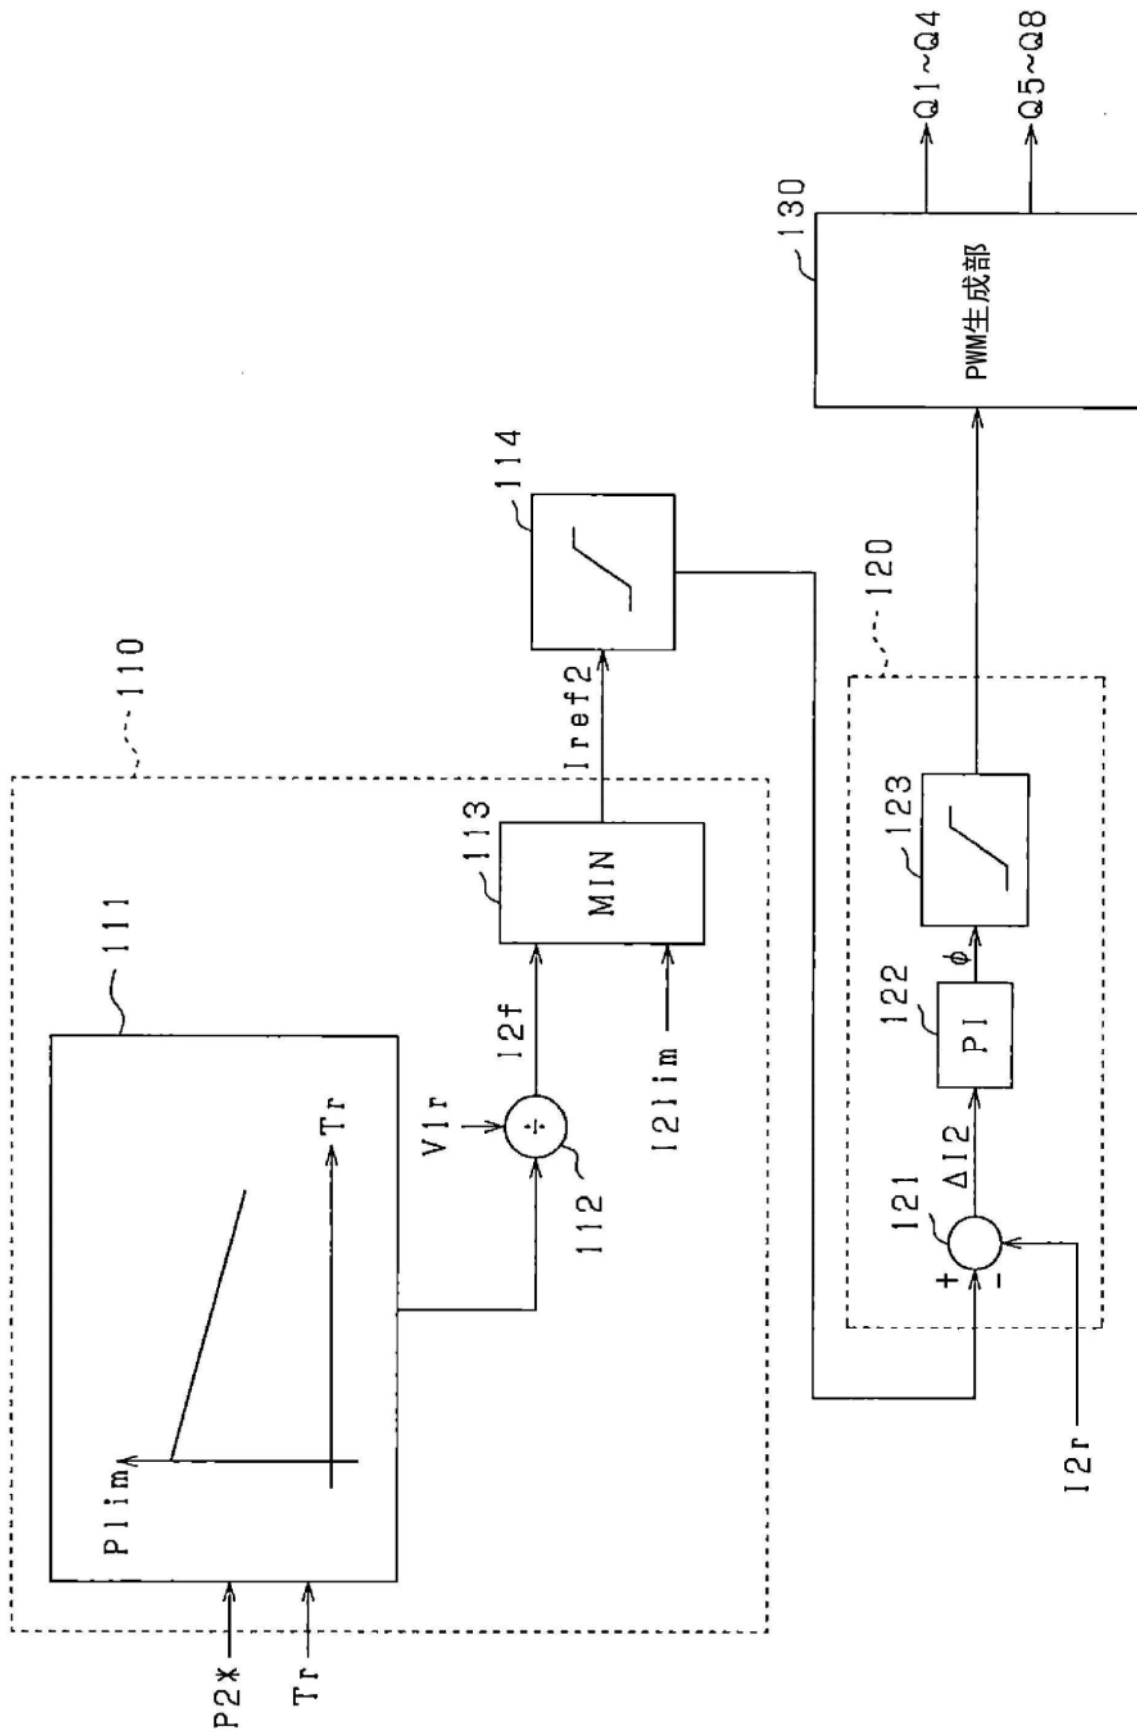 110
111
Plim
Tr
P2*
Tr
V1r
÷
112
I2f
I2lim
113
MIN
Iref2
114
120
I2r
+
-
121
ΔI2
122
PI
φ
123
130
PWM生成部
Q1~Q4
Q5~Q8